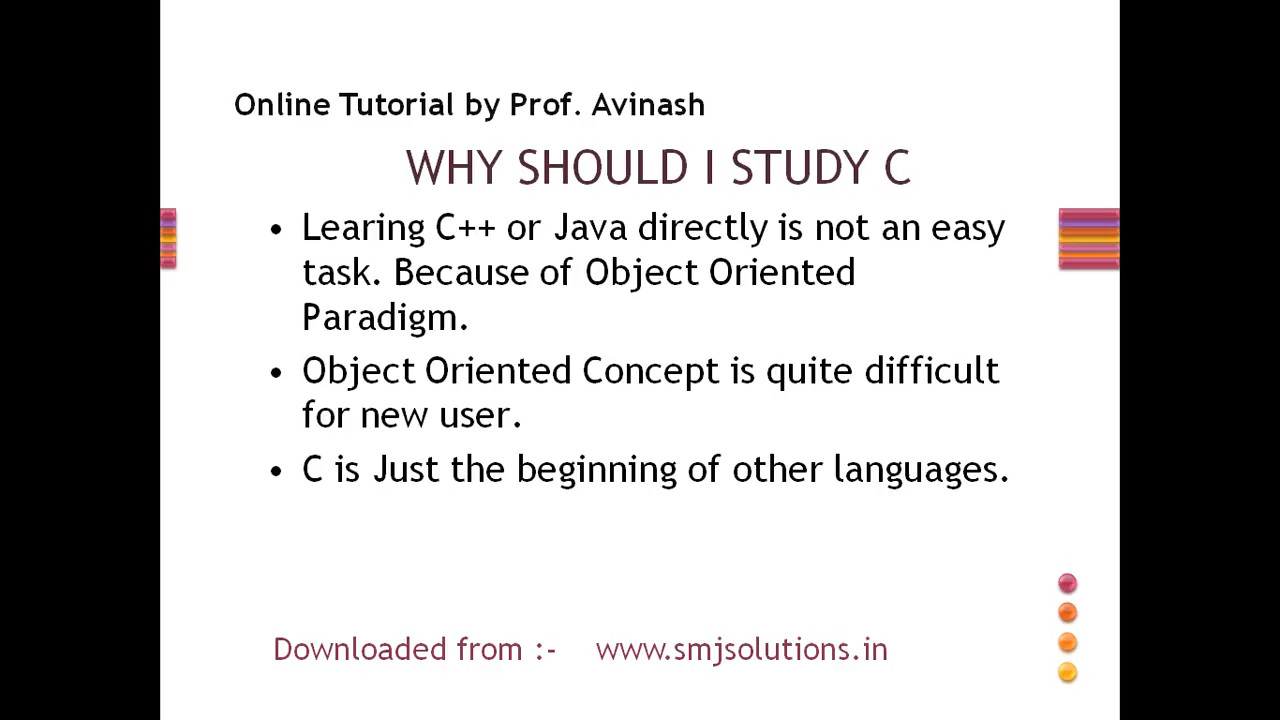 Online Tutorial by Prof. Avinash
WHY SHOULD I STUDY C
• Learing C++ or Java directly is not an easy
task. Because of Object Oriented
Paradigm.
• Object Oriented Concept is quite difficult
for new user.
• C is Just the beginning of other languages.
Downloaded from :- www.smjsolutions.in